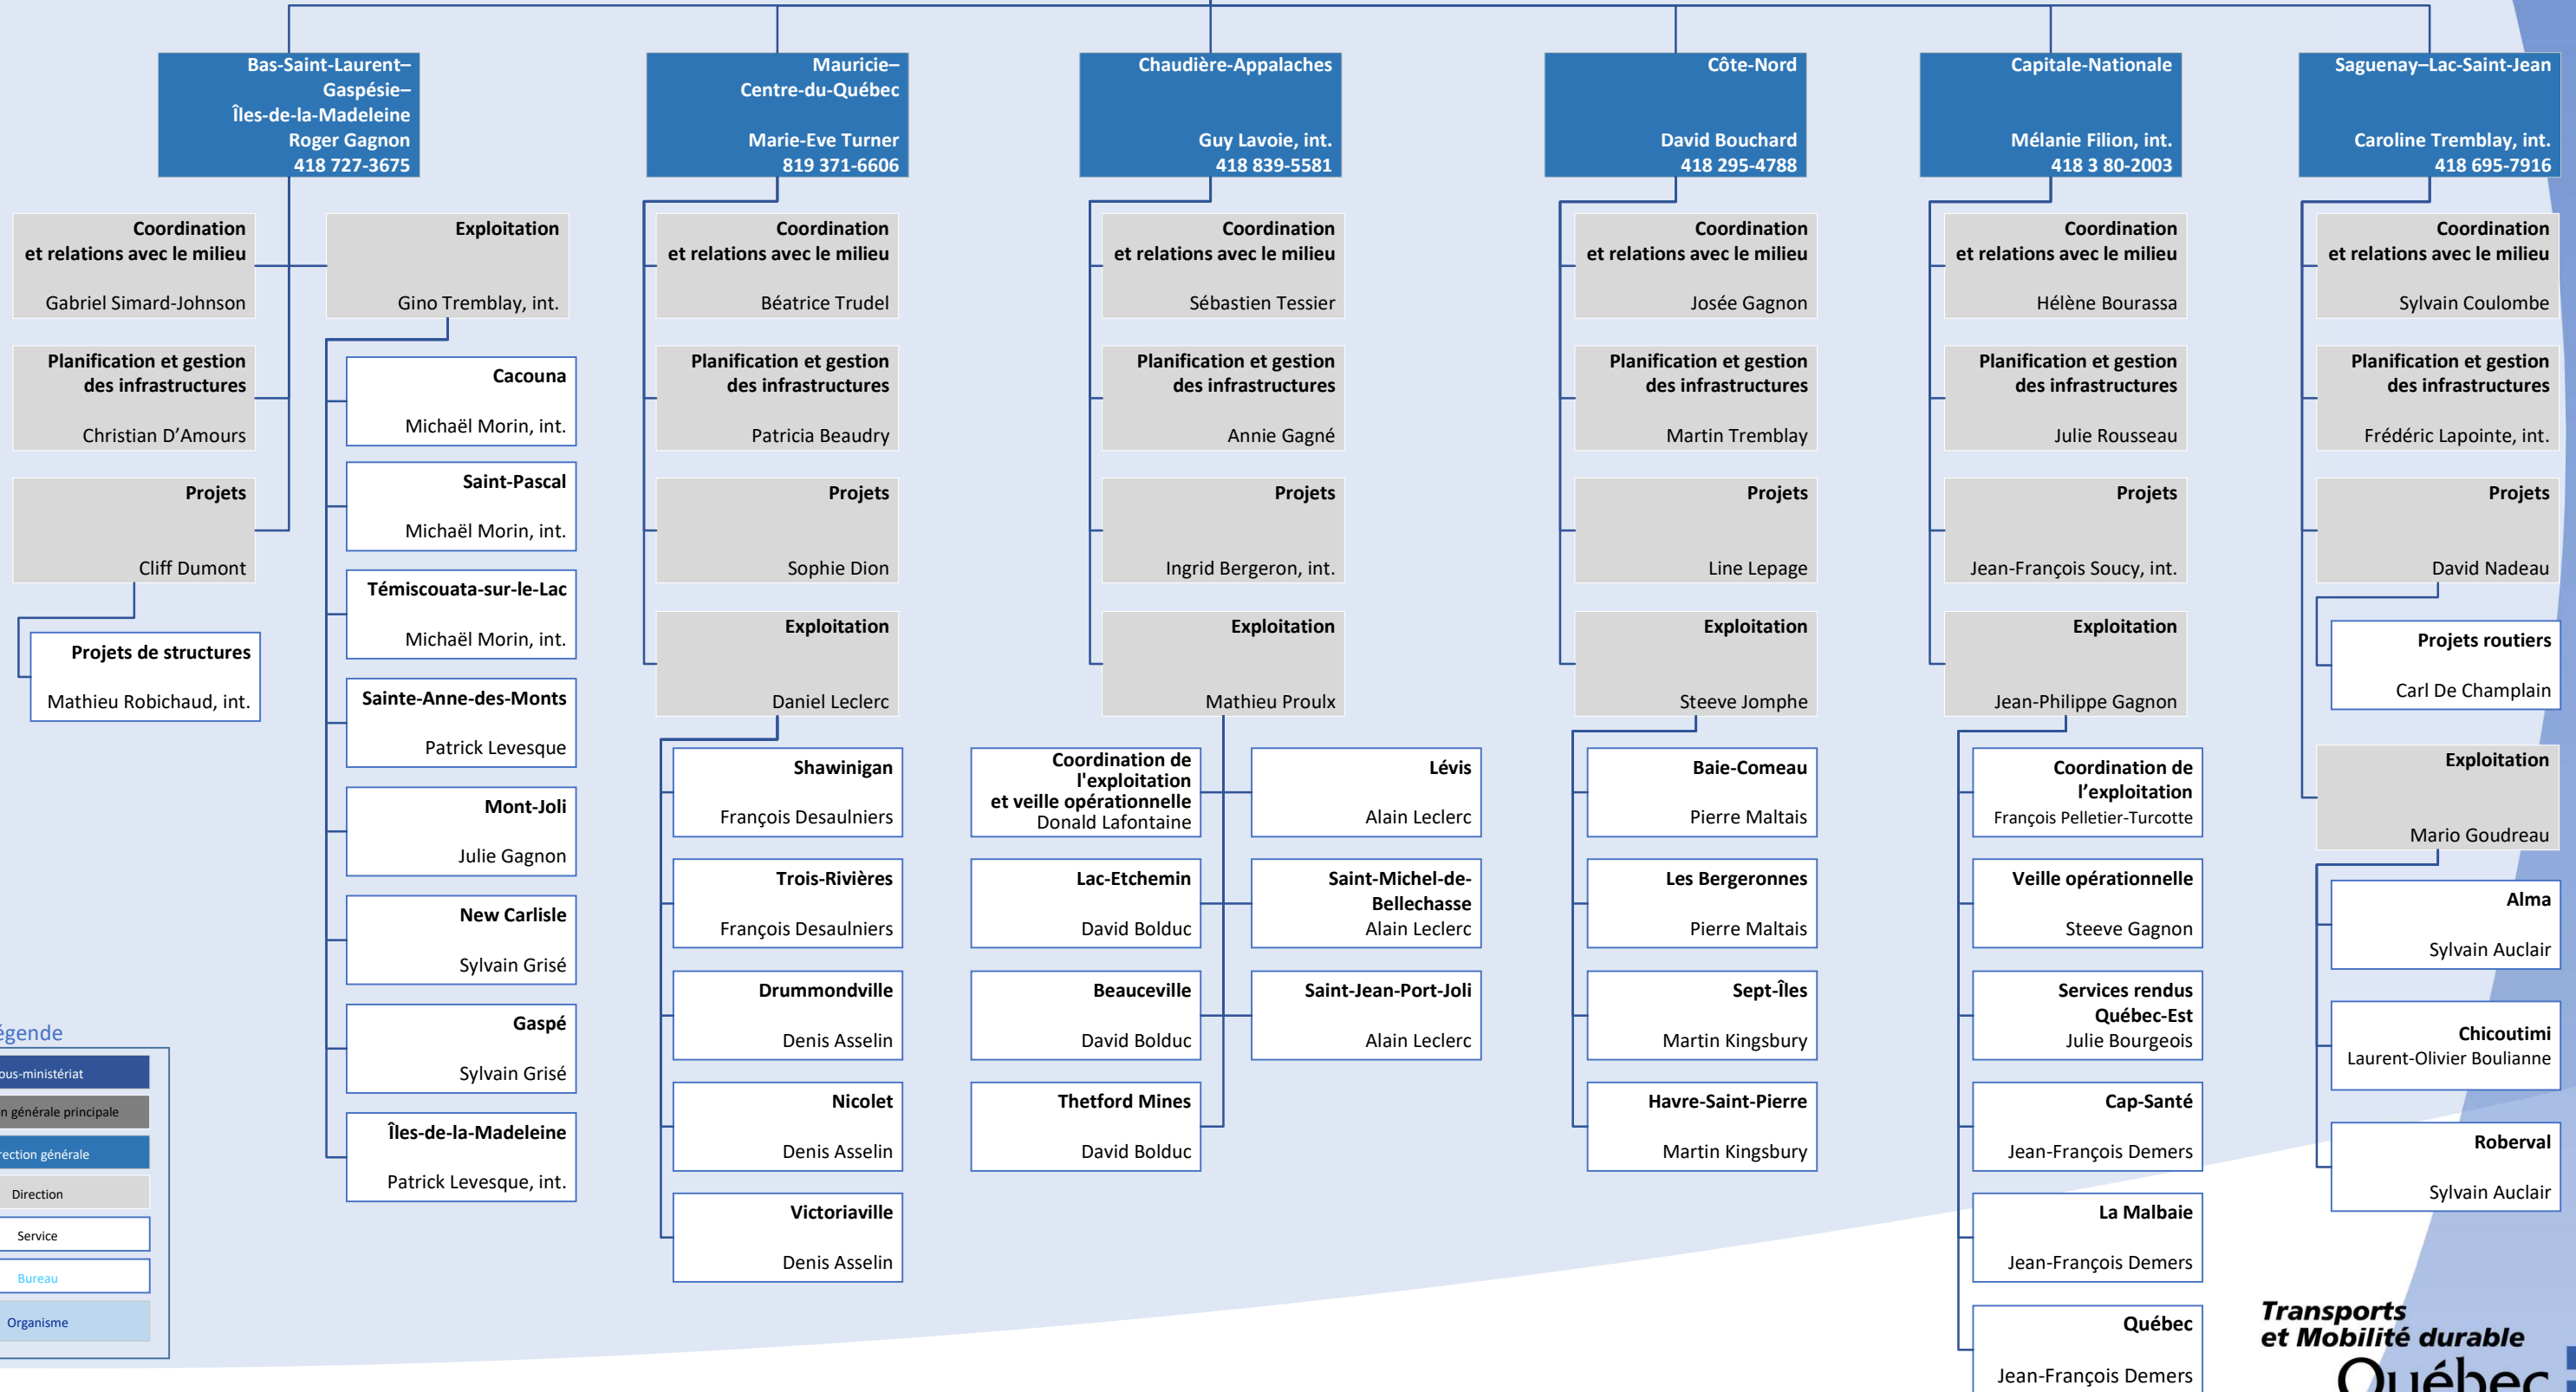 Bas-Saint-Laurent–
Gaspésie–
Îles-de-la-Madeleine
Roger Gagnon
418 727-3675
Coordination
et relations avec le milieu
Gabriel Simard-Johnson
Planification et gestion
des infrastructures
Christian D’Amours
Projets
Cliff Dumont
Projets de structures
Mathieu Robichaud, int.
Exploitation
Gino Tremblay, int.
Cacouna
Michaël Morin, int.
Saint-Pascal
Michaël Morin, int.
Témiscouata-sur-le-Lac
Michaël Morin, int.
Sainte-Anne-des-Monts
Patrick Levesque
Mont-Joli
Julie Gagnon
New Carlisle
Sylvain Grisé
Gaspé
Sylvain Grisé
Îles-de-la-Madeleine
Patrick Levesque, int.
Mauricie–
Centre-du-Québec
Marie-Eve Turner
819 371-6606
Coordination
et relations avec le milieu
Béatrice Trudel
Planification et gestion
des infrastructures
Patricia Beaudry
Projets
Sophie Dion
Exploitation
Daniel Leclerc
Shawinigan
François Desaulniers
Trois-Rivières
François Desaulniers
Drummondville
Denis Asselin
Nicolet
Denis Asselin
Victoriaville
Denis Asselin
Chaudière-Appalaches
Guy Lavoie, int.
418 839-5581
Coordination
et relations avec le milieu
Sébastien Tessier
Planification et gestion
des infrastructures
Annie Gagné
Projets
Ingrid Bergeron, int.
Exploitation
Mathieu Proulx
Coordination de
l'exploitation
et veille opérationnelle
Donald Lafontaine
Lac-Etchemin
David Bolduc
Beauceville
David Bolduc
Thetford Mines
David Bolduc
Lévis
Alain Leclerc
Saint-Michel-de-
Bellechasse
Alain Leclerc
Saint-Jean-Port-Joli
Alain Leclerc
Côte-Nord
David Bouchard
418 295-4788
Coordination
et relations avec le milieu
Josée Gagnon
Planification et gestion
des infrastructures
Martin Tremblay
Projets
Line Lepage
Exploitation
Steeve Jomphe
Baie-Comeau
Pierre Maltais
Les Bergeronnes
Pierre Maltais
Sept-Îles
Martin Kingsbury
Havre-Saint-Pierre
Martin Kingsbury
Capitale-Nationale
Mélanie Filion, int.
418 3 80-2003
Coordination
et relations avec le milieu
Hélène Bourassa
Planification et gestion
des infrastructures
Julie Rousseau
Projets
Jean-François Soucy, int.
Exploitation
Jean-Philippe Gagnon
Coordination de
l’exploitation
François Pelletier-Turcotte
Veille opérationnelle
Steeve Gagnon
Services rendus
Québec-Est
Julie Bourgeois
Cap-Santé
Jean-François Demers
La Malbaie
Jean-François Demers
Québec
Jean-François Demers
Saguenay–Lac-Saint-Jean
Caroline Tremblay, int.
418 695-7916
Coordination
et relations avec le milieu
Sylvain Coulombe
Planification et gestion
des infrastructures
Frédéric Lapointe, int.
Projets
David Nadeau
Projets routiers
Carl De Champlain
Exploitation
Mario Goudreau
Alma
Sylvain Auclair
Chicoutimi
Laurent-Olivier Boulianne
Roberval
Sylvain Auclair
égende
ous-ministériat
n générale principale
rection générale
Direction
Service
Bureau
Organisme
Transports
et Mobilité durable
Québec